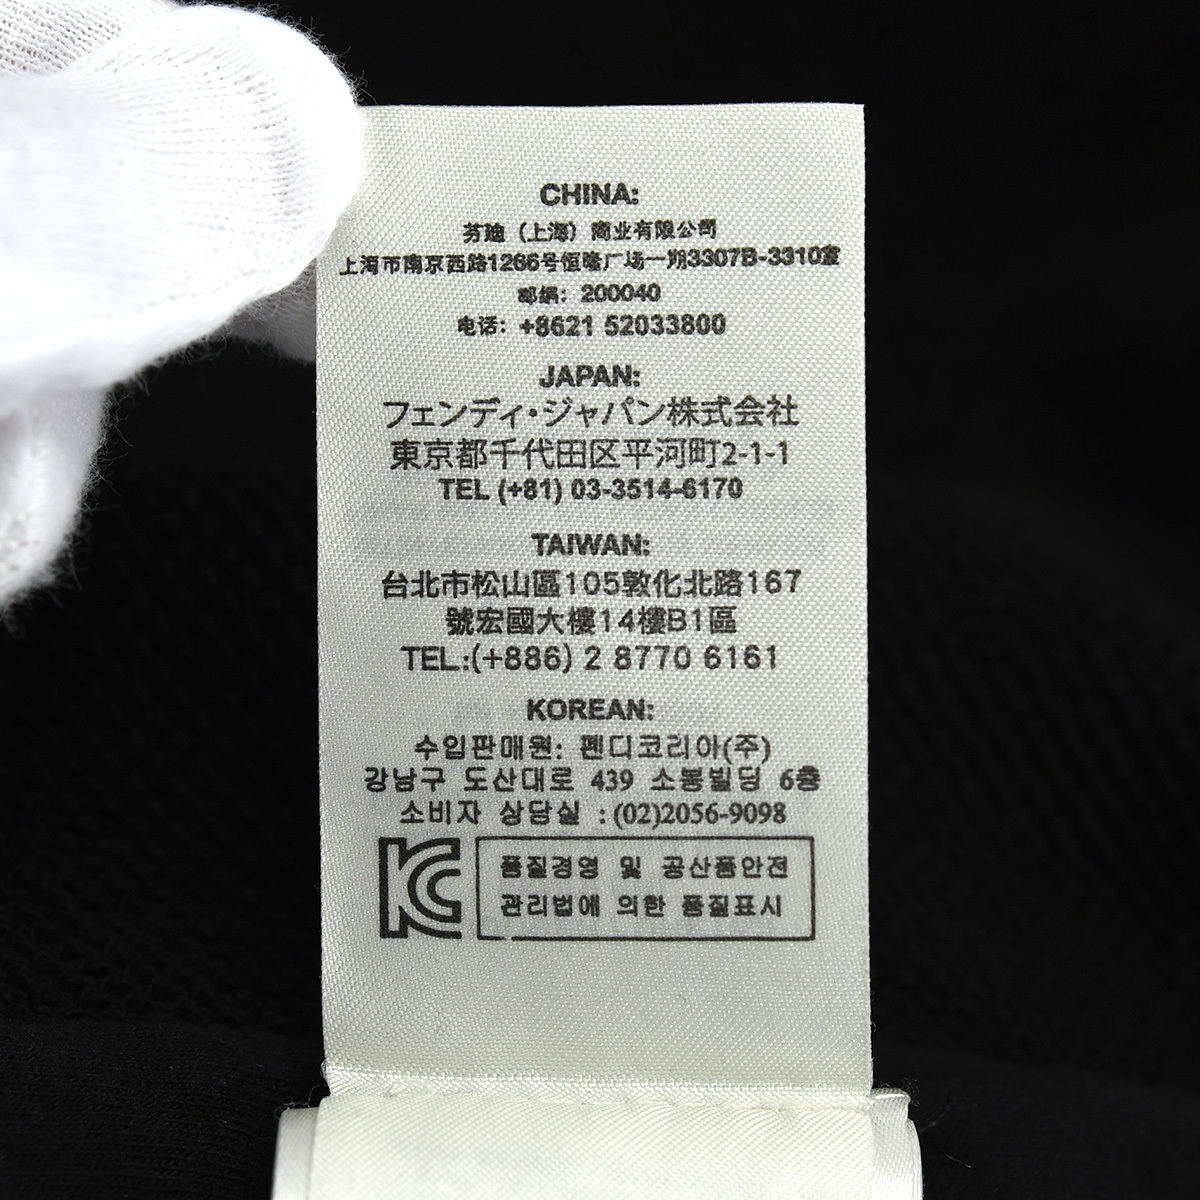 CHINA:
芬迪（上海）商业有限公司
上海市南京西路1266号恒隆广场一期3307B-3310室
邮编：200040
电话：+8621 52033800
JAPAN:
フェンディ・ジャパン株式会社
東京都千代田区平河町2-1-1
TEL (+81) 03-3514-6170
TAIWAN:
台北市松山區105敦化北路167
號宏國大樓14樓B1區
TEL.:(+886) 2 8770 6161
KOREAN:
수입판매원: 펜디코리아(주)
강남구 도산대로 439 소봉빌딩 6층
소비자 상담실 : (02)2056-9098
KC
품질경영 및 공산품안전
관리법에 의한 품질표시